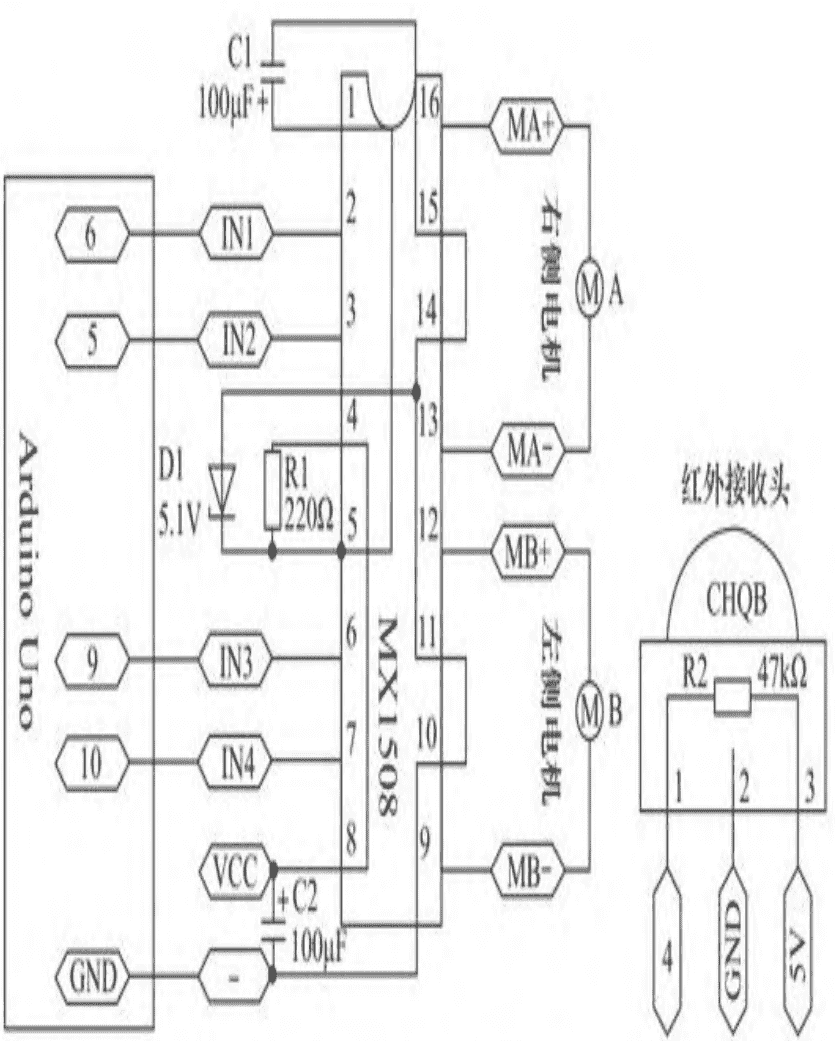 C1
100μF+
1
16
MA+
6
IN1
2
15
右侧电机
M A
5
IN2
3
14
4
13
MA-
D1
5.1V
R1
220Ω
5
12
MB+
红外接收头
CHQB
Arduino Uno
9
IN3
6
11
MX1508
左侧电机
M B
R2
47kΩ
10
IN4
7
10
1
2
3
VCC
8
9
MB-
+C2
100μF
GND
-
4
GND
5V